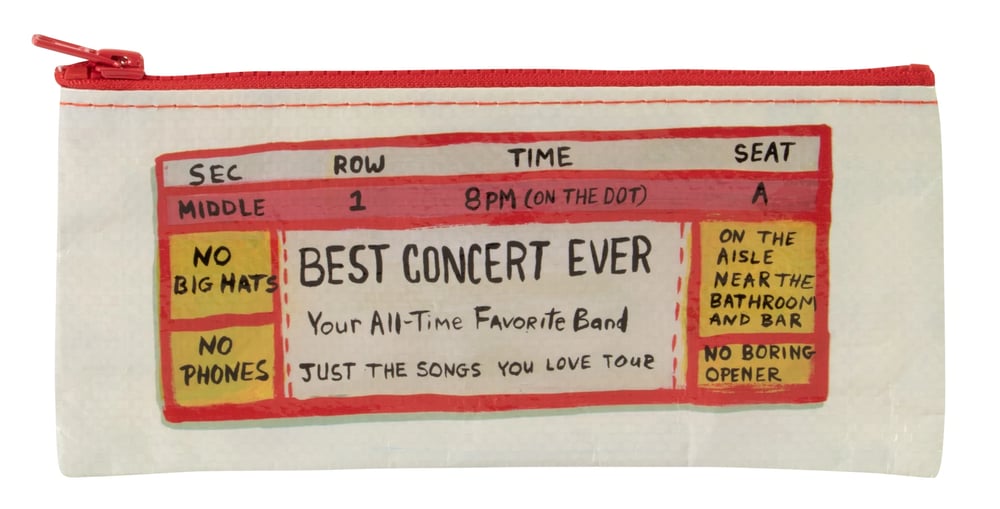 SEC ROW TIME SEAT
MIDDLE 1 8PM (ON THE DOT) A
NO
BIG HATS
NO
PHONES
BEST CONCERT EVER
Your All-Time Favorite Band
JUST THE SONGS YOU LOVE TOUR
ON THE
AISLE
NEAR THE
BATHROOM
AND BAR
NO BORING
OPENER